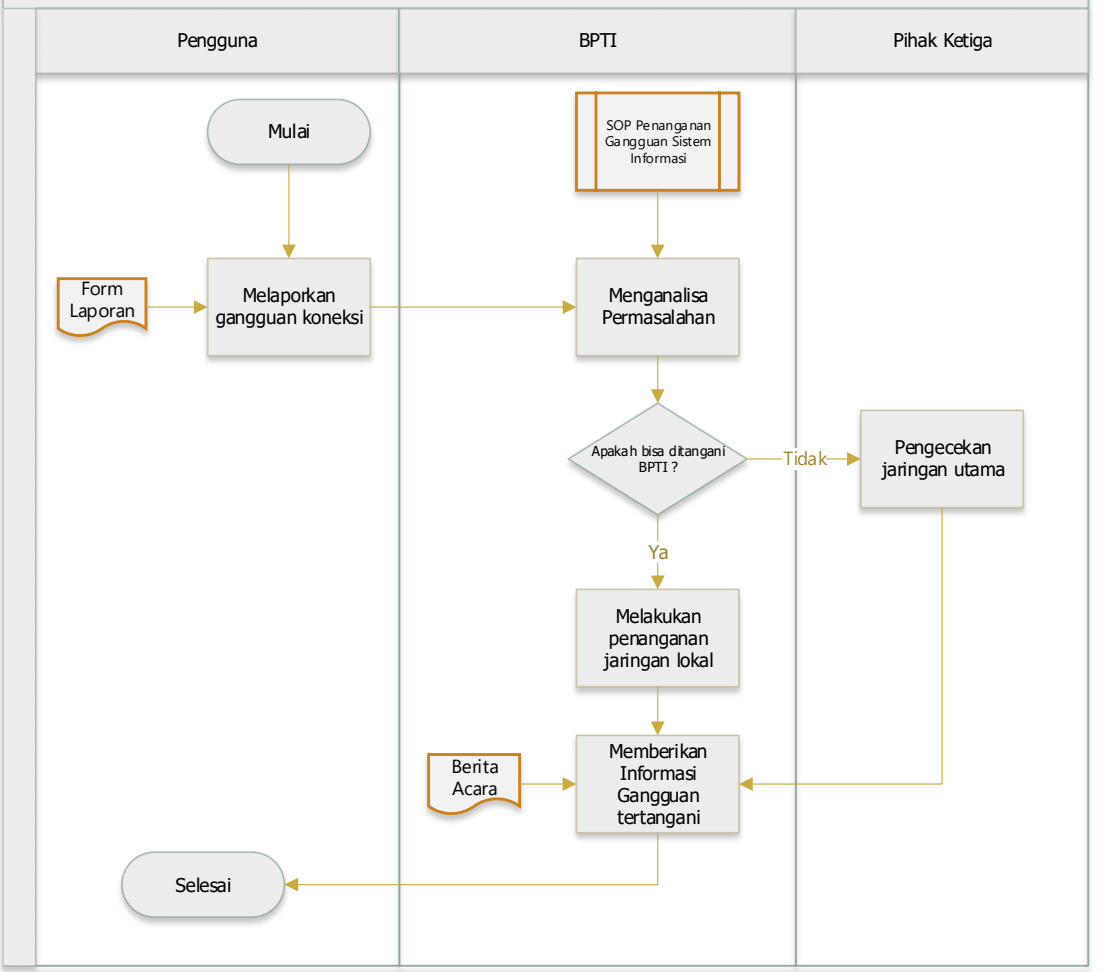 Pengguna
BPTI
Pihak Ketiga
Mulai
SOP Penanganan
Gangguan Sistem
Informasi
Form
Laporan
Melaporkan
gangguan koneksi
Menganalisa
Permasalahan
Apakah bisa ditangani
BPTI ?
Tidak
Pengecekan
jaringan utama
Ya
Melakukan
penanganan
jaringan lokal
Berita
Acara
Memberikan
Informasi
Gangguan
tertangani
Selesai